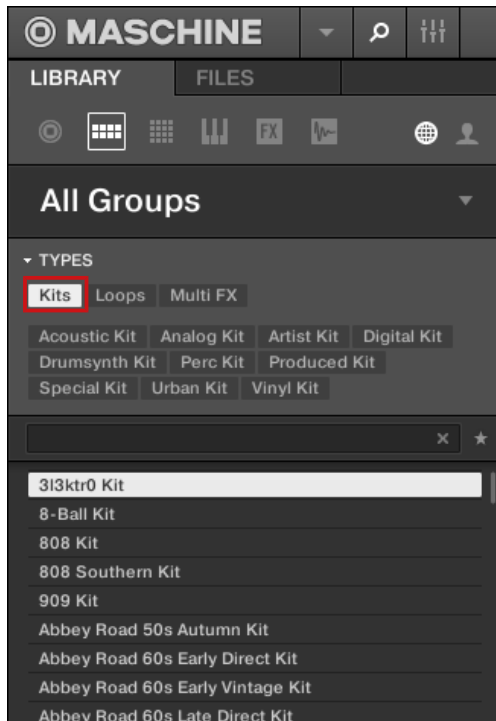 MASCHINE
LIBRARY FILES
FX
All Groups
TYPES
Kits Loops Multi FX
Acoustic Kit Analog Kit Artist Kit Digital Kit
Drumsynth Kit Perc Kit Produced Kit
Special Kit Urban Kit Vinyl Kit
3l3ktr0 Kit
8-Ball Kit
808 Kit
808 Southern Kit
909 Kit
Abbey Road 50s Autumn Kit
Abbey Road 60s Early Direct Kit
Abbey Road 60s Early Vintage Kit
Abbey Road 60s Late Direct Kit